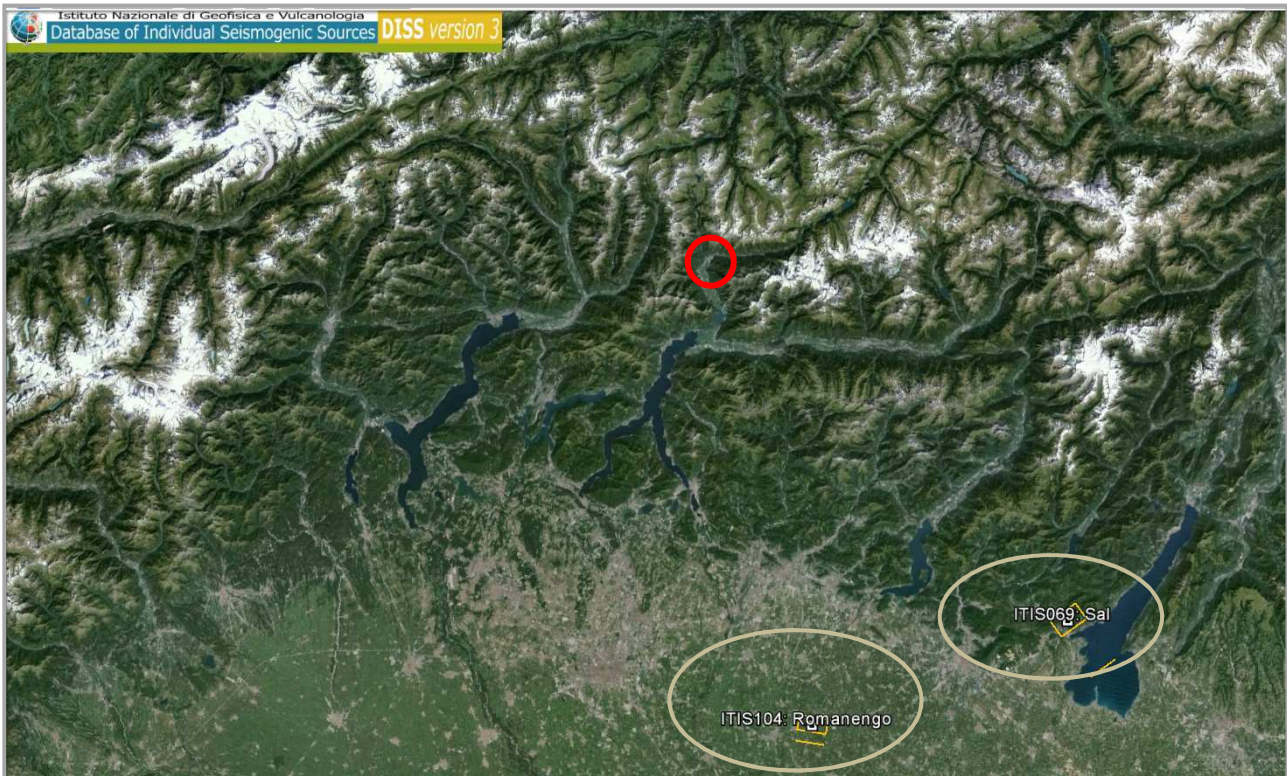 Istituto Nazionale di Geofisica e Vulcanologia
Database of Individual Seismogenic Sources DISS version 3
ITIS069: Sal
ITIS104: Romanengo